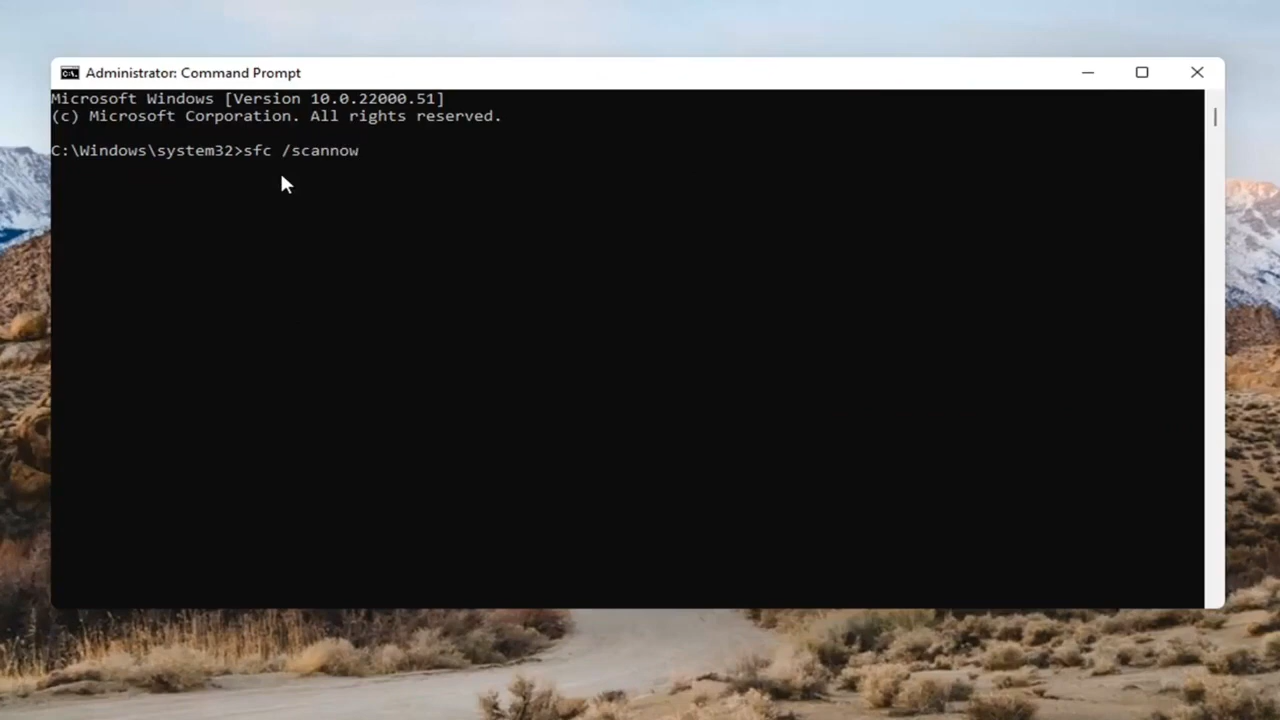 Administrator: Command Prompt
Microsoft Windows [Version 10.0.22000.51]
(c) Microsoft Corporation. All rights reserved.
C:\Windows\system32>sfc /scannow